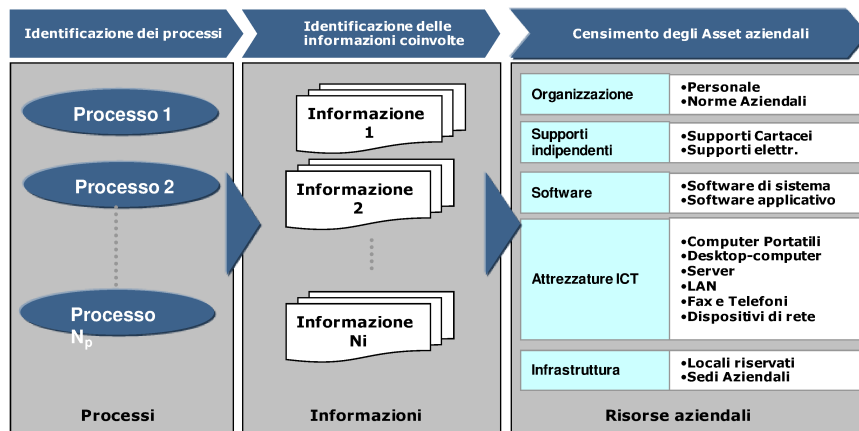 Identificazione dei processi
Identificazione delle
informazioni coinvolte
Censimento degli Asset aziendali
Processo 1
Processo 2
Processo
Np
Processi
Informazione
1
Informazione
2
Informazione
Ni
Informazioni
Organizzazione
•Personale
•Norme Aziendali
Supporti
indipendenti
•Supporti Cartacei
•Supporti elettr.
Software
•Software di sistema
•Software applicativo
Attrezzature ICT
•Computer Portatili
•Desktop-computer
•Server
•LAN
•Fax e Telefoni
•Dispositivi di rete
Infrastruttura
•Locali riservati
•Sedi Aziendali
Risorse aziendali